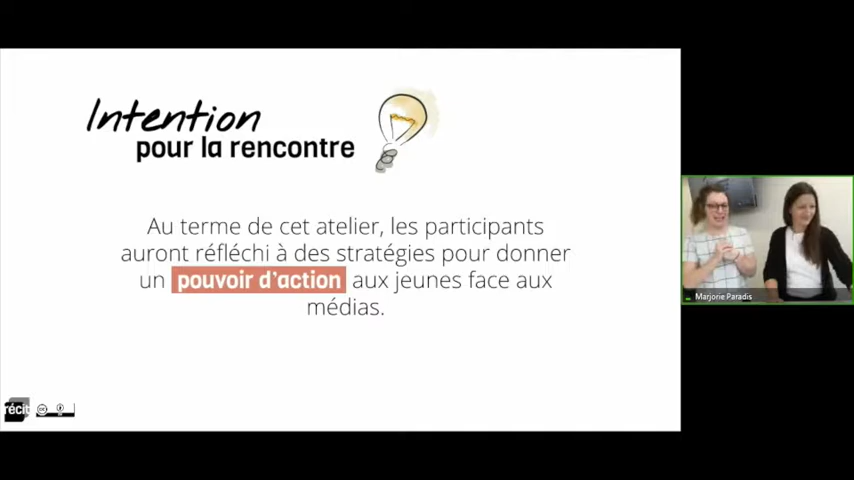 Intention
pour la rencontre
Au terme de cet atelier, les participants
auront réfléchi à des stratégies pour donner
un pouvoir d'action aux jeunes face aux
médias.
Marjorie Paradis
récit